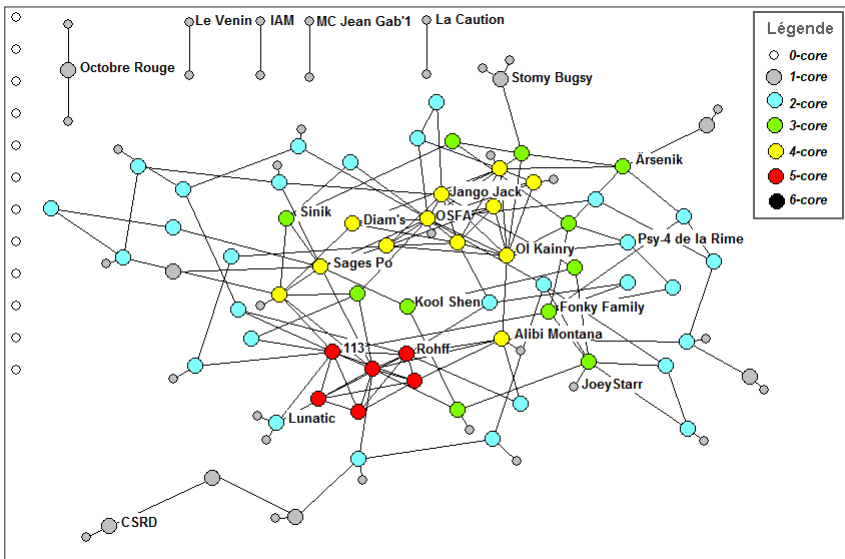 Le Venin
IAM
MC Jean Gab'1
La Caution
Octobre Rouge
Stomy Bugsy
Légende
0-core
1-core
2-core
3-core
4-core
5-core
6-core
Ärsenik
Jango Jack
Sinik
Diam's
OSFA
Ol Kainry
Psy-4 de la Rime
Sages Po
Kool Shen
Fonky Family
Alibi Montana
113
Rohff
JoeyStarr
Lunatic
CSRD